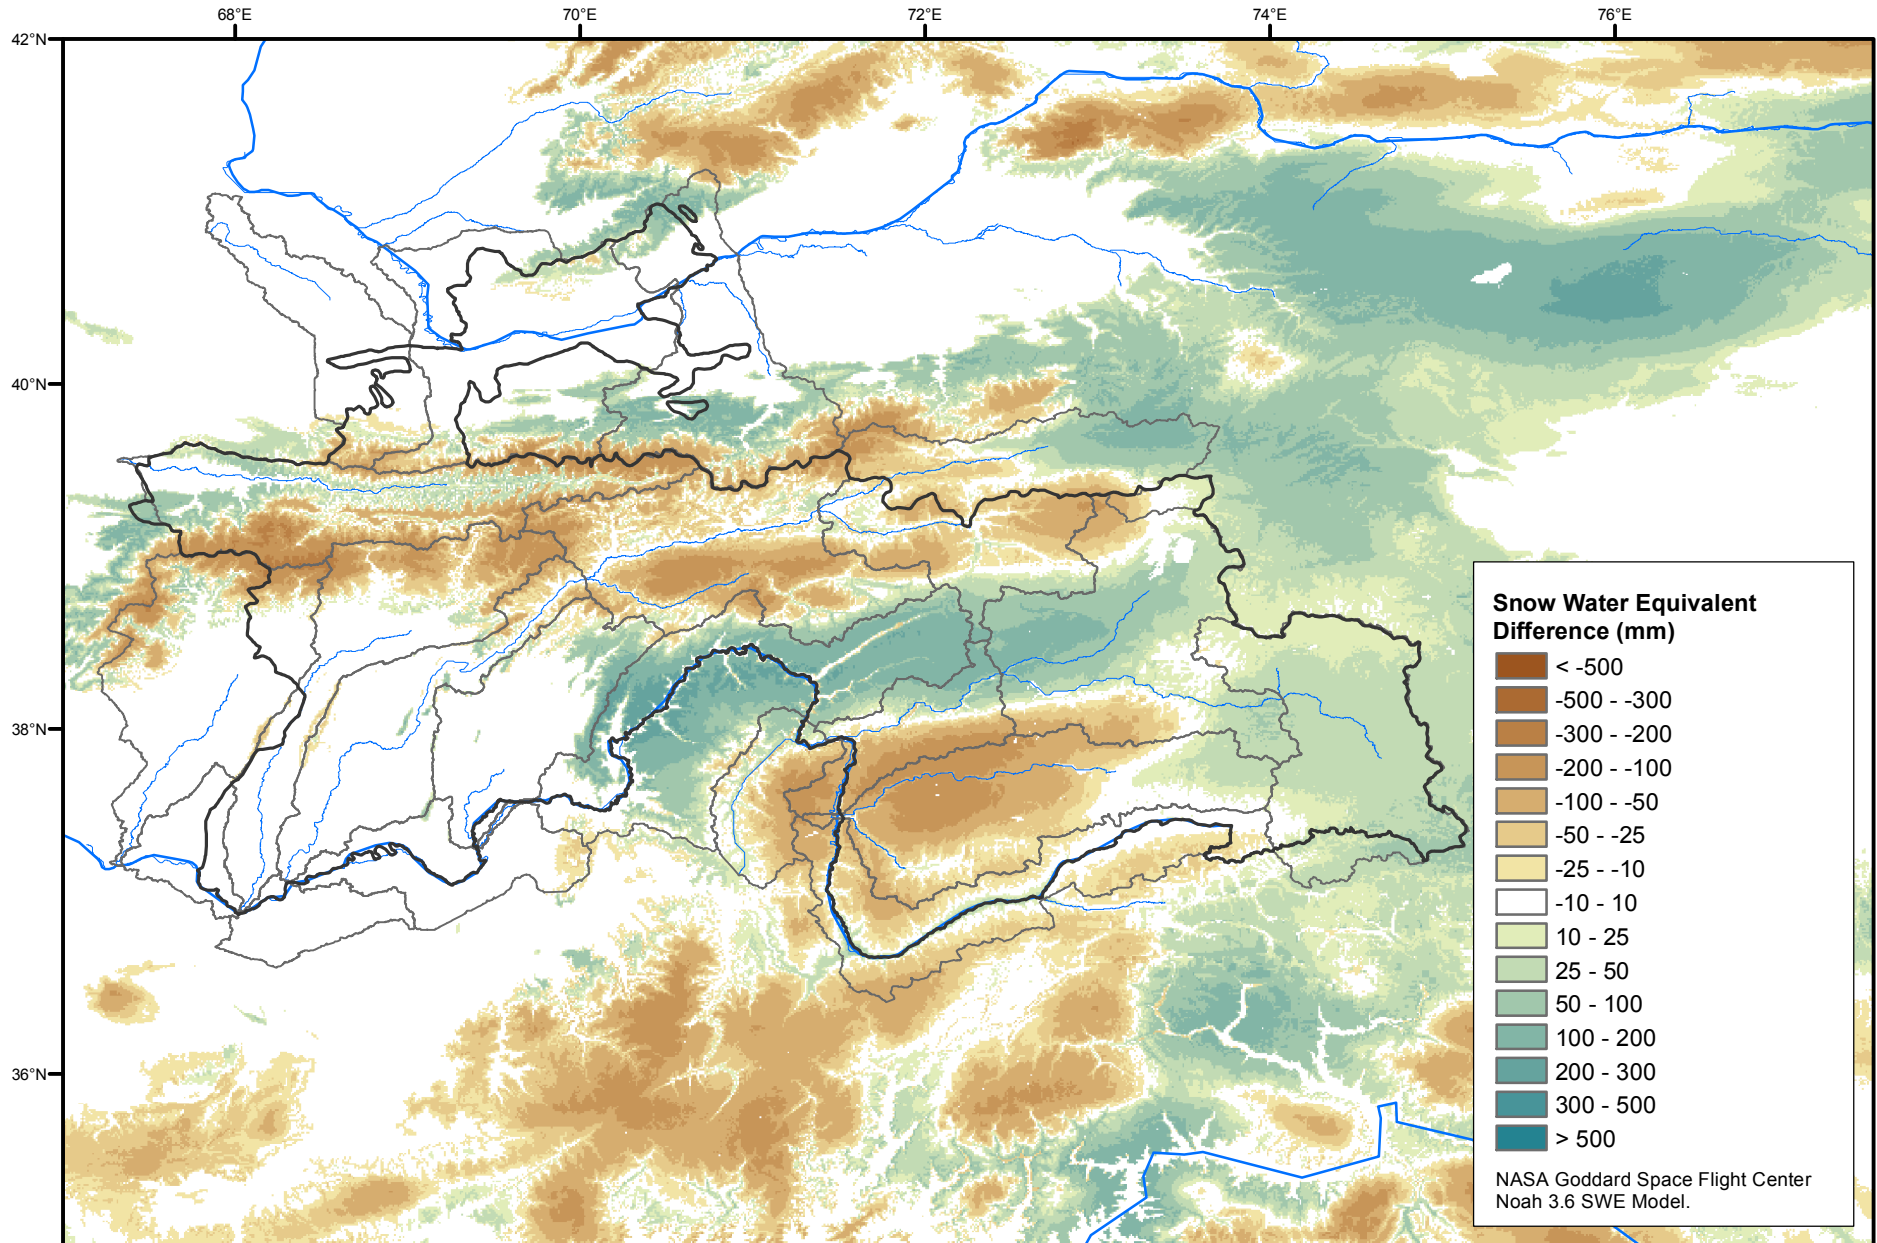 68°E 70°E 72°E 74°E 76°E
42°N
40°N
38°N
36°N
Snow Water Equivalent
Difference (mm)
< -500
-500 - -300
-300 - -200
-200 - -100
-100 - -50
-50 - -25
-25 - -10
-10 - 10
10 - 25
25 - 50
50 - 100
100 - 200
200 - 300
300 - 500
> 500
NASA Goddard Space Flight Center
Noah 3.6 SWE Model.